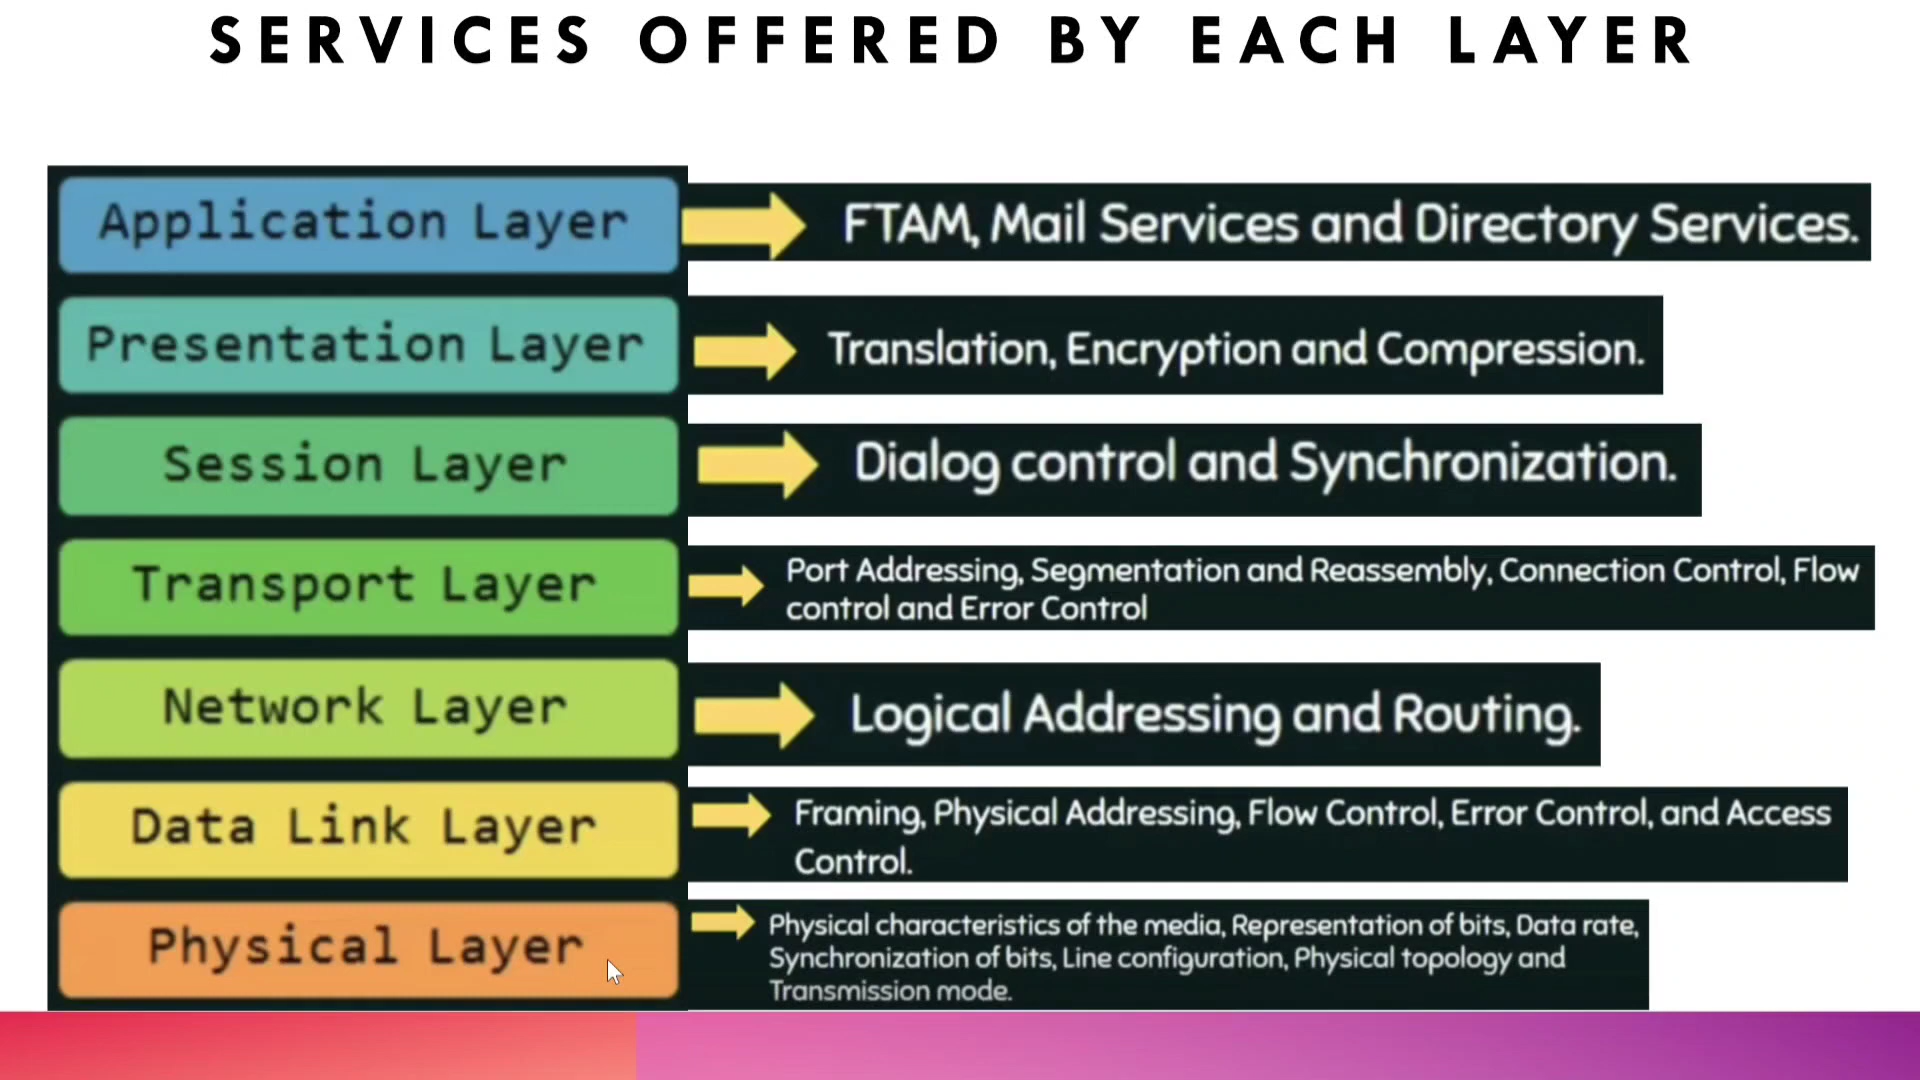 SERVICES OFFERED BY EACH LAYER
Application Layer
FTAM, Mail Services and Directory Services.
Presentation Layer
Translation, Encryption and Compression.
Session Layer
Dialog control and Synchronization.
Transport Layer
Port Addressing, Segmentation and Reassembly, Connection Control, Flow
control and Error Control
Network Layer
Logical Addressing and Routing.
Data Link Layer
Framing, Physical Addressing, Flow Control, Error Control, and Access
Control.
Physical Layer
Physical characteristics of the media, Representation of bits, Data rate,
Synchronization of bits, Line configuration, Physical topology and
Transmission mode.